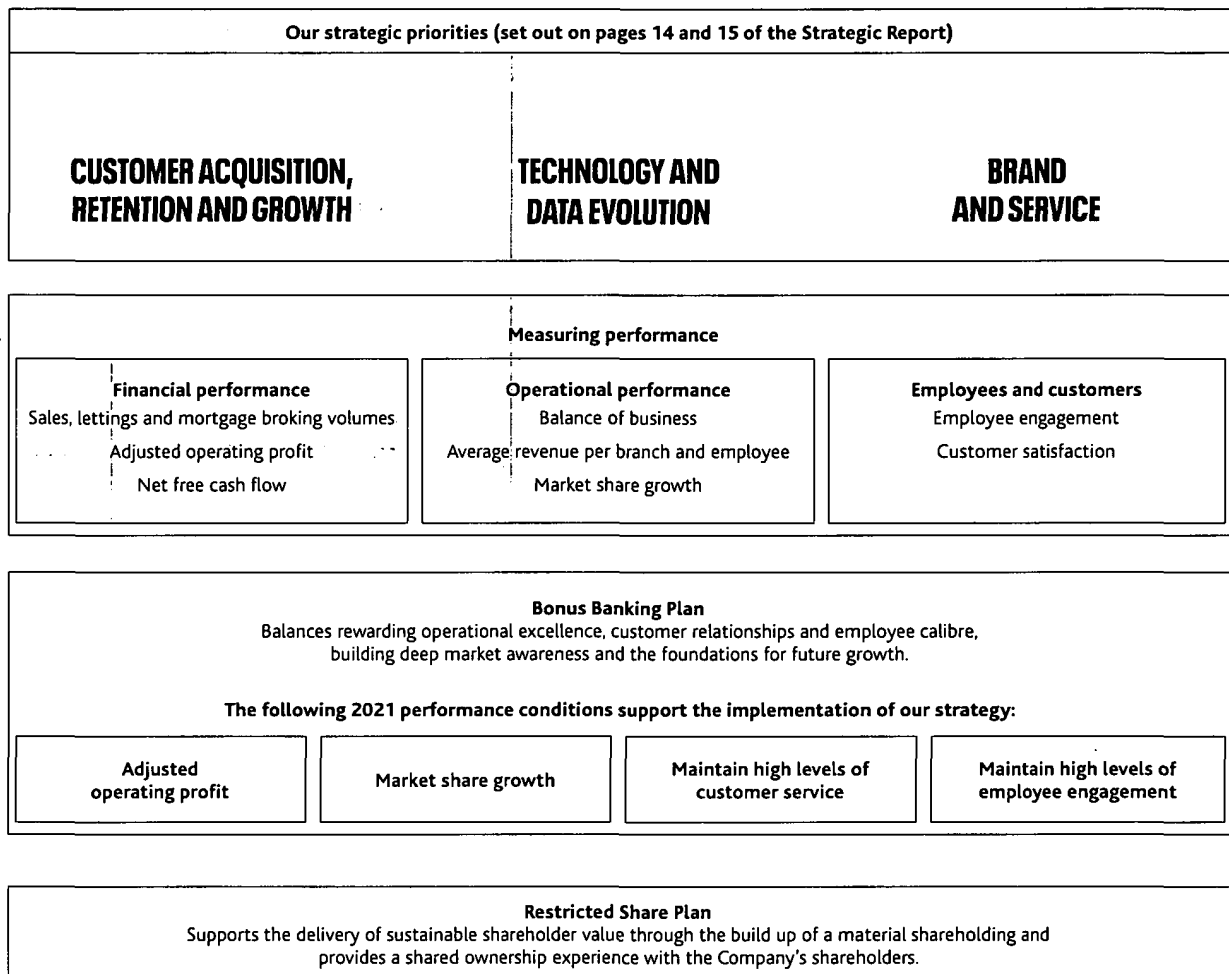 Our strategic priorities (set out on pages 14 and 15 of the Strategic Report)
CUSTOMER ACQUISITION,
RETENTION AND GROWTH
TECHNOLOGY AND
DATA EVOLUTION
BRAND
AND SERVICE
Measuring performance
Financial performance
Sales, lettings and mortgage broking volumes
Adjusted operating profit
Net free cash flow
Operational performance
Balance of business
Average revenue per branch and employee
Market share growth
Employees and customers
Employee engagement
Customer satisfaction
Bonus Banking Plan
Balances rewarding operational excellence, customer relationships and employee calibre,
building deep market awareness and the foundations for future growth.
The following 2021 performance conditions support the implementation of our strategy:
Adjusted
operating profit
Market share growth
Maintain high levels of
customer service
Maintain high levels of
employee engagement
Restricted Share Plan
Supports the delivery of sustainable shareholder value through the build up of a material shareholding and
provides a shared ownership experience with the Company's shareholders.